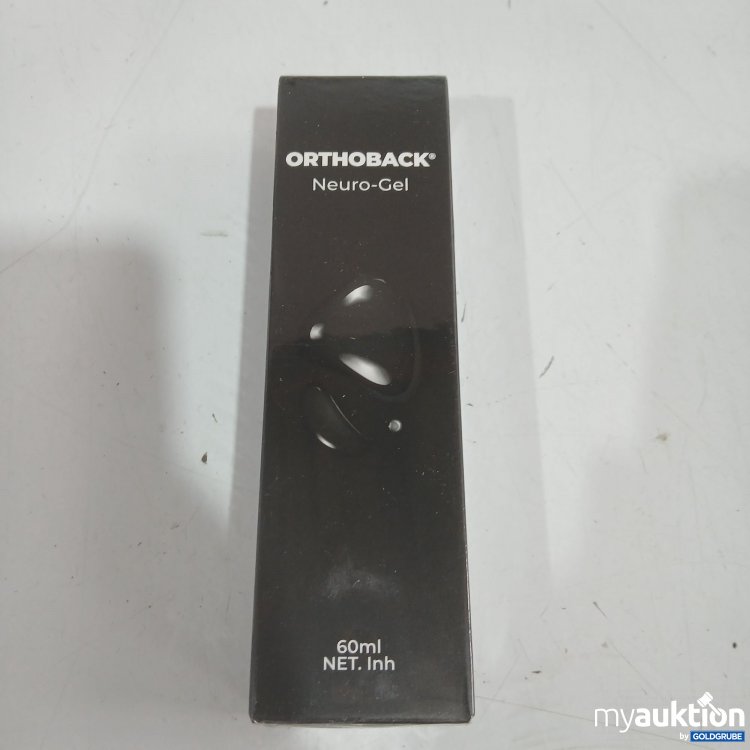 ORTHOBACK®
Neuro-Gel
60ml
NET. Inh
myauktion
by GOLDGRUBE